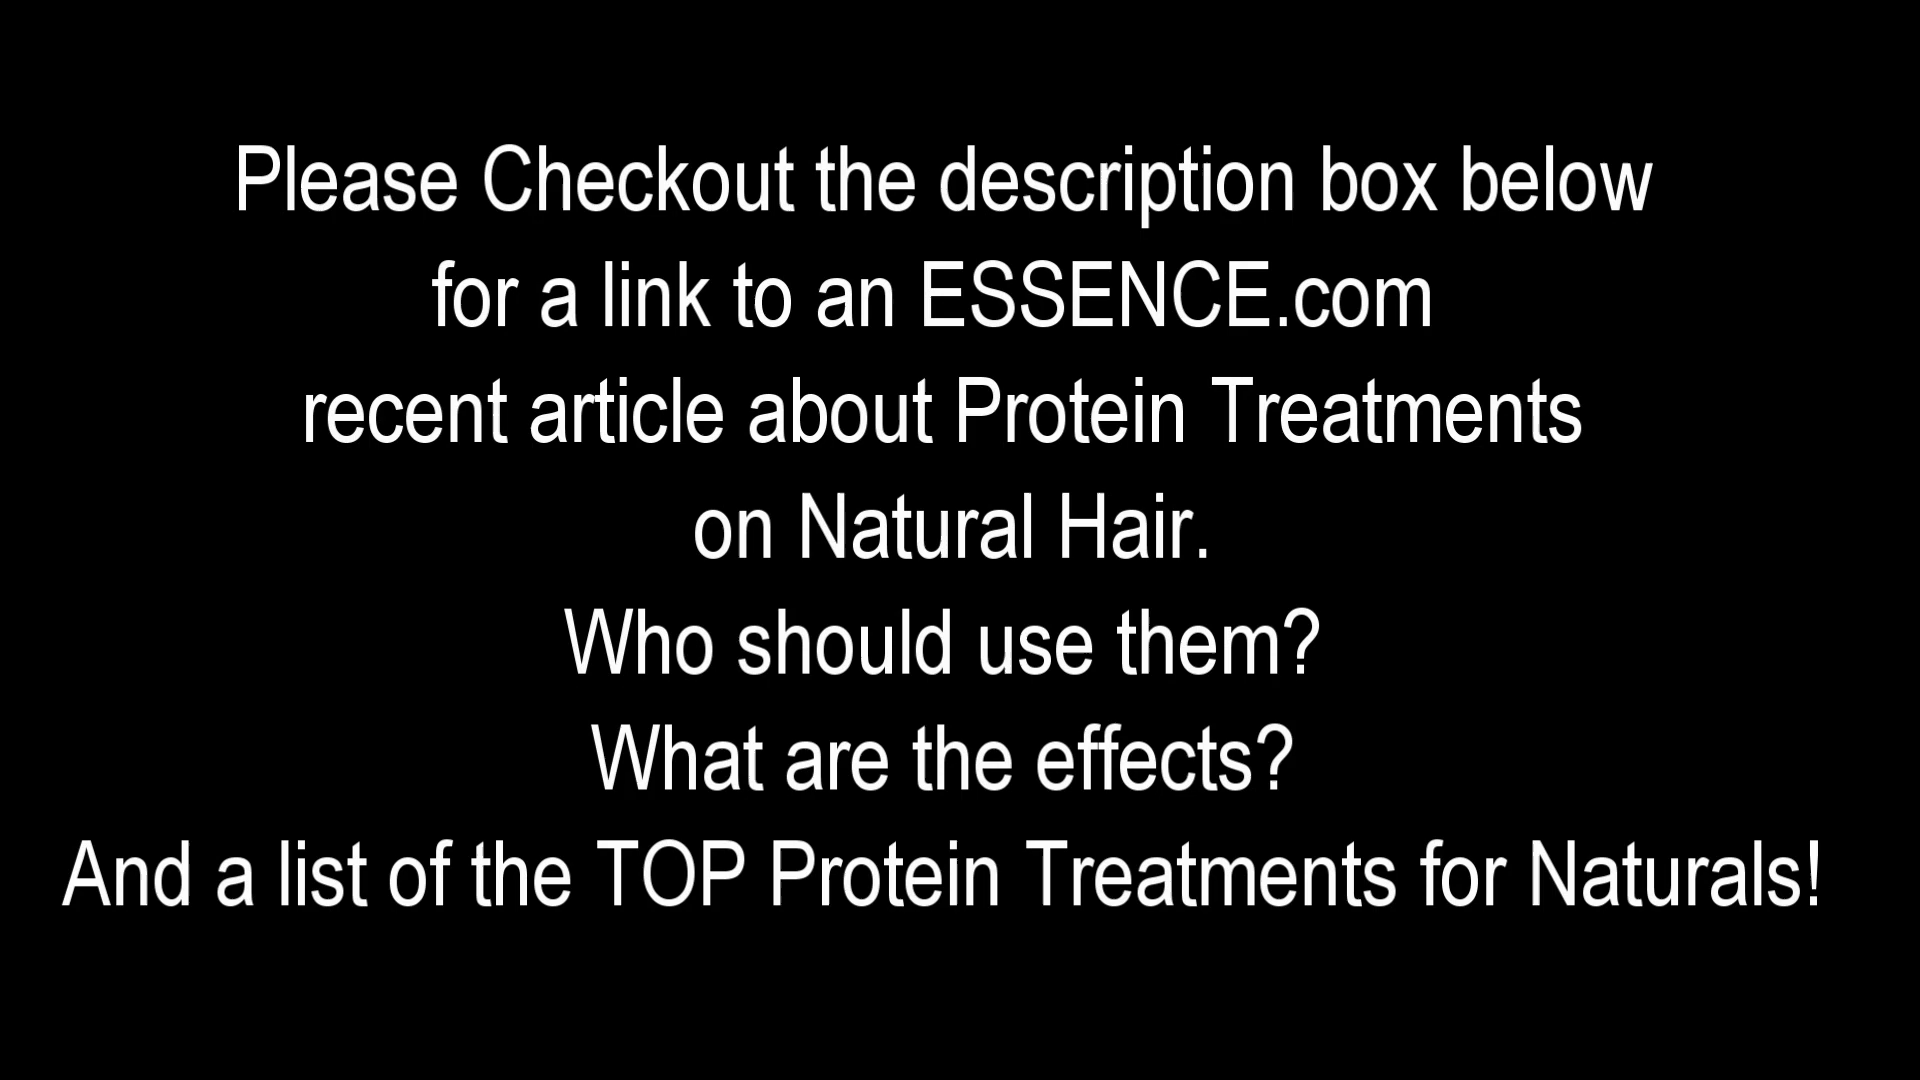 Please Checkout the description box below
for a link to an ESSENCE.com
recent article about Protein Treatments
on Natural Hair.
Who should use them?
What are the effects?
And a list of the TOP Protein Treatments for Naturals!